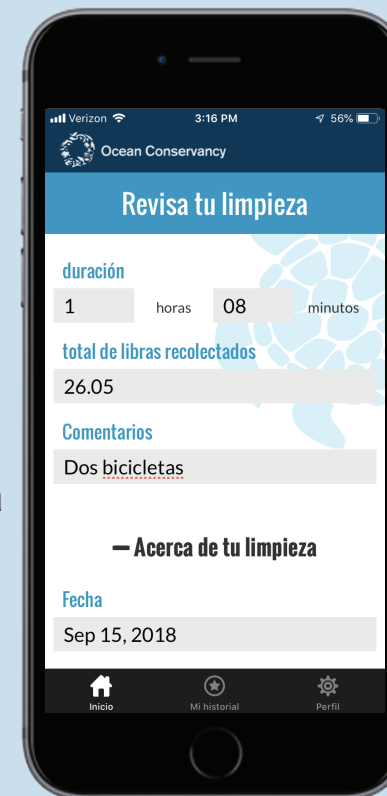 Verizon 3:16 PM 56%
Ocean Conservancy
Revisa tu limpieza
duración
1 horas 08 minutos
total de libras recolectados
26.05
Comentarios
Dos bicicletas
– Acerca de tu limpieza
Fecha
Sep 15, 2018
Inicio Mi historial Perfil